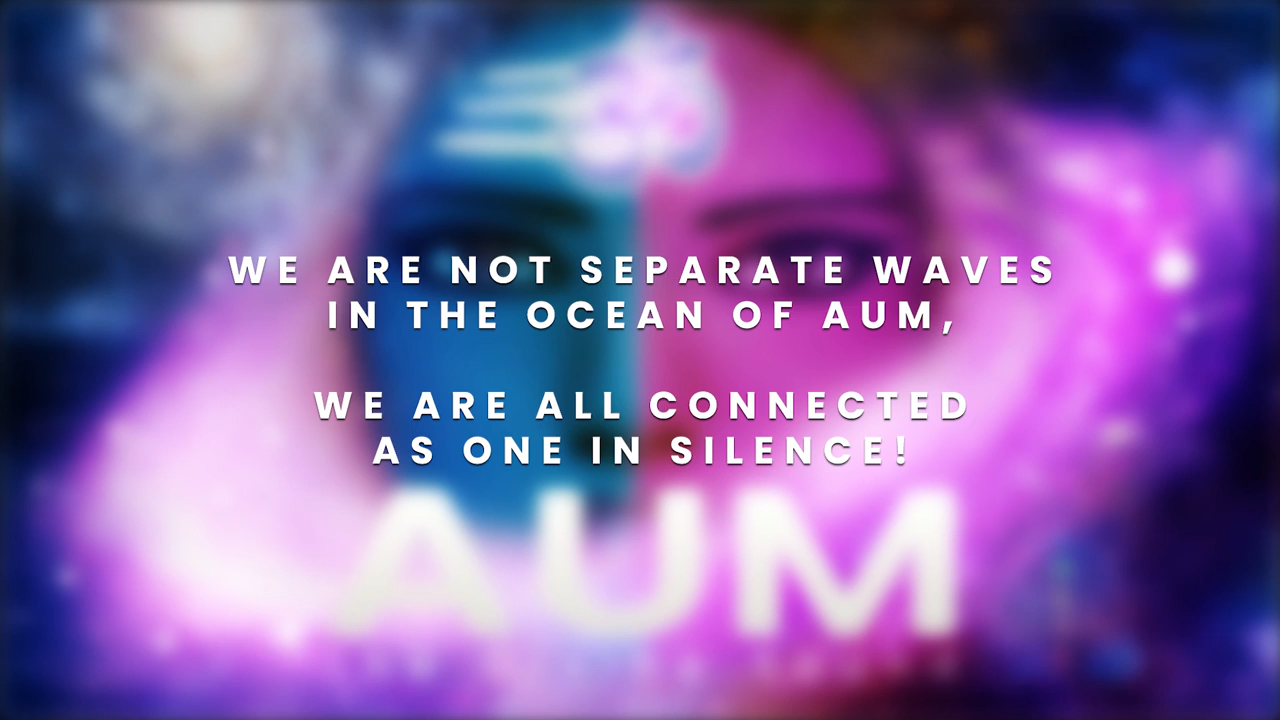 WE ARE NOT SEPARATE WAVES
IN THE OCEAN OF AUM,
WE ARE ALL CONNECTED
AS ONE IN SILENCE!
AUM